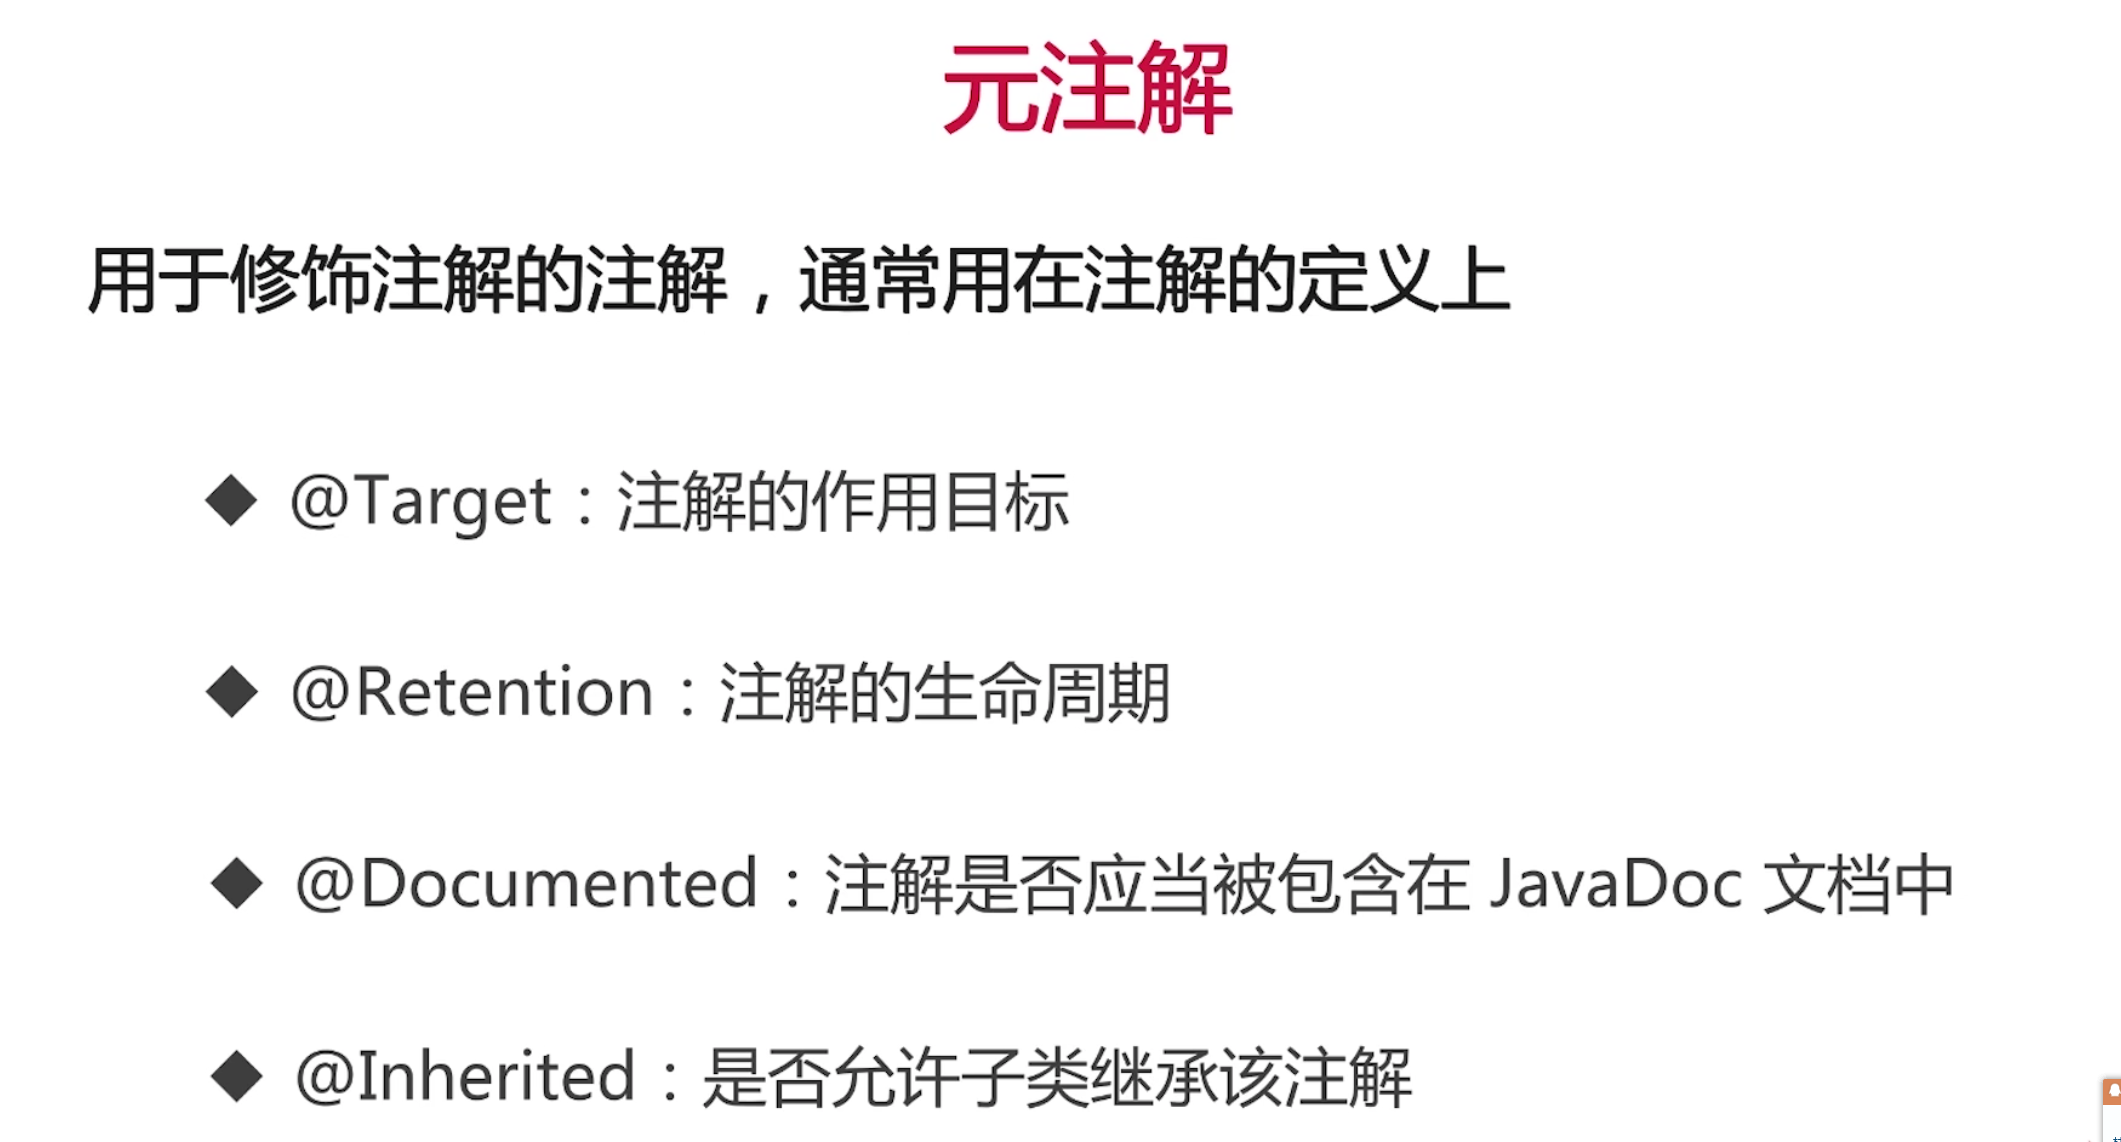 元注解
用于修饰注解的注解，通常用在注解的定义上
◆ @Target：注解的作用目标
◆ @Retention：注解的生命周期
◆ @Documented：注解是否应当被包含在 JavaDoc 文档中
◆ @Inherited：是否允许子类继承该注解